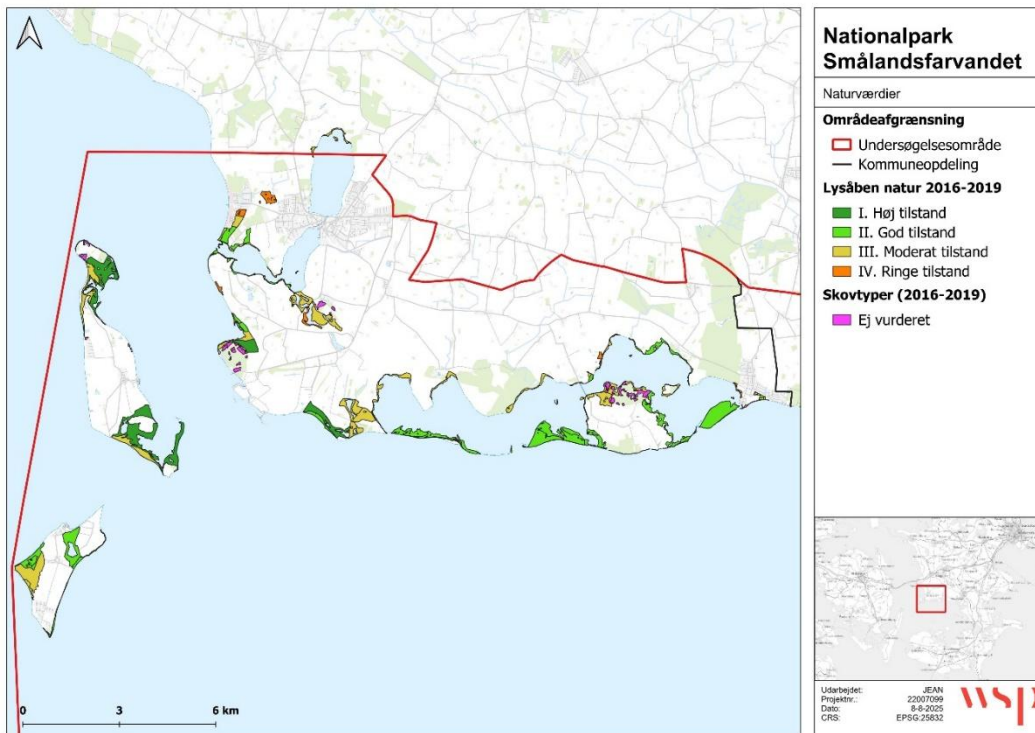 Nationalpark
Smålandsfarvandet
Naturværdier
Områdeafgrænsning
Undersøgelsesområde
Kommuneopdeling
Lysåben natur 2016-2019
I. Høj tilstand
II. God tilstand
III. Moderat tilstand
IV. Ringe tilstand
Skovtyper (2016-2019)
Ej vurderet
0 3 6 km
Udarbejdet: JEAN
Projektnr.: 22007099
Dato: 8-8-2025
CRS: EPSG:25832
wsp